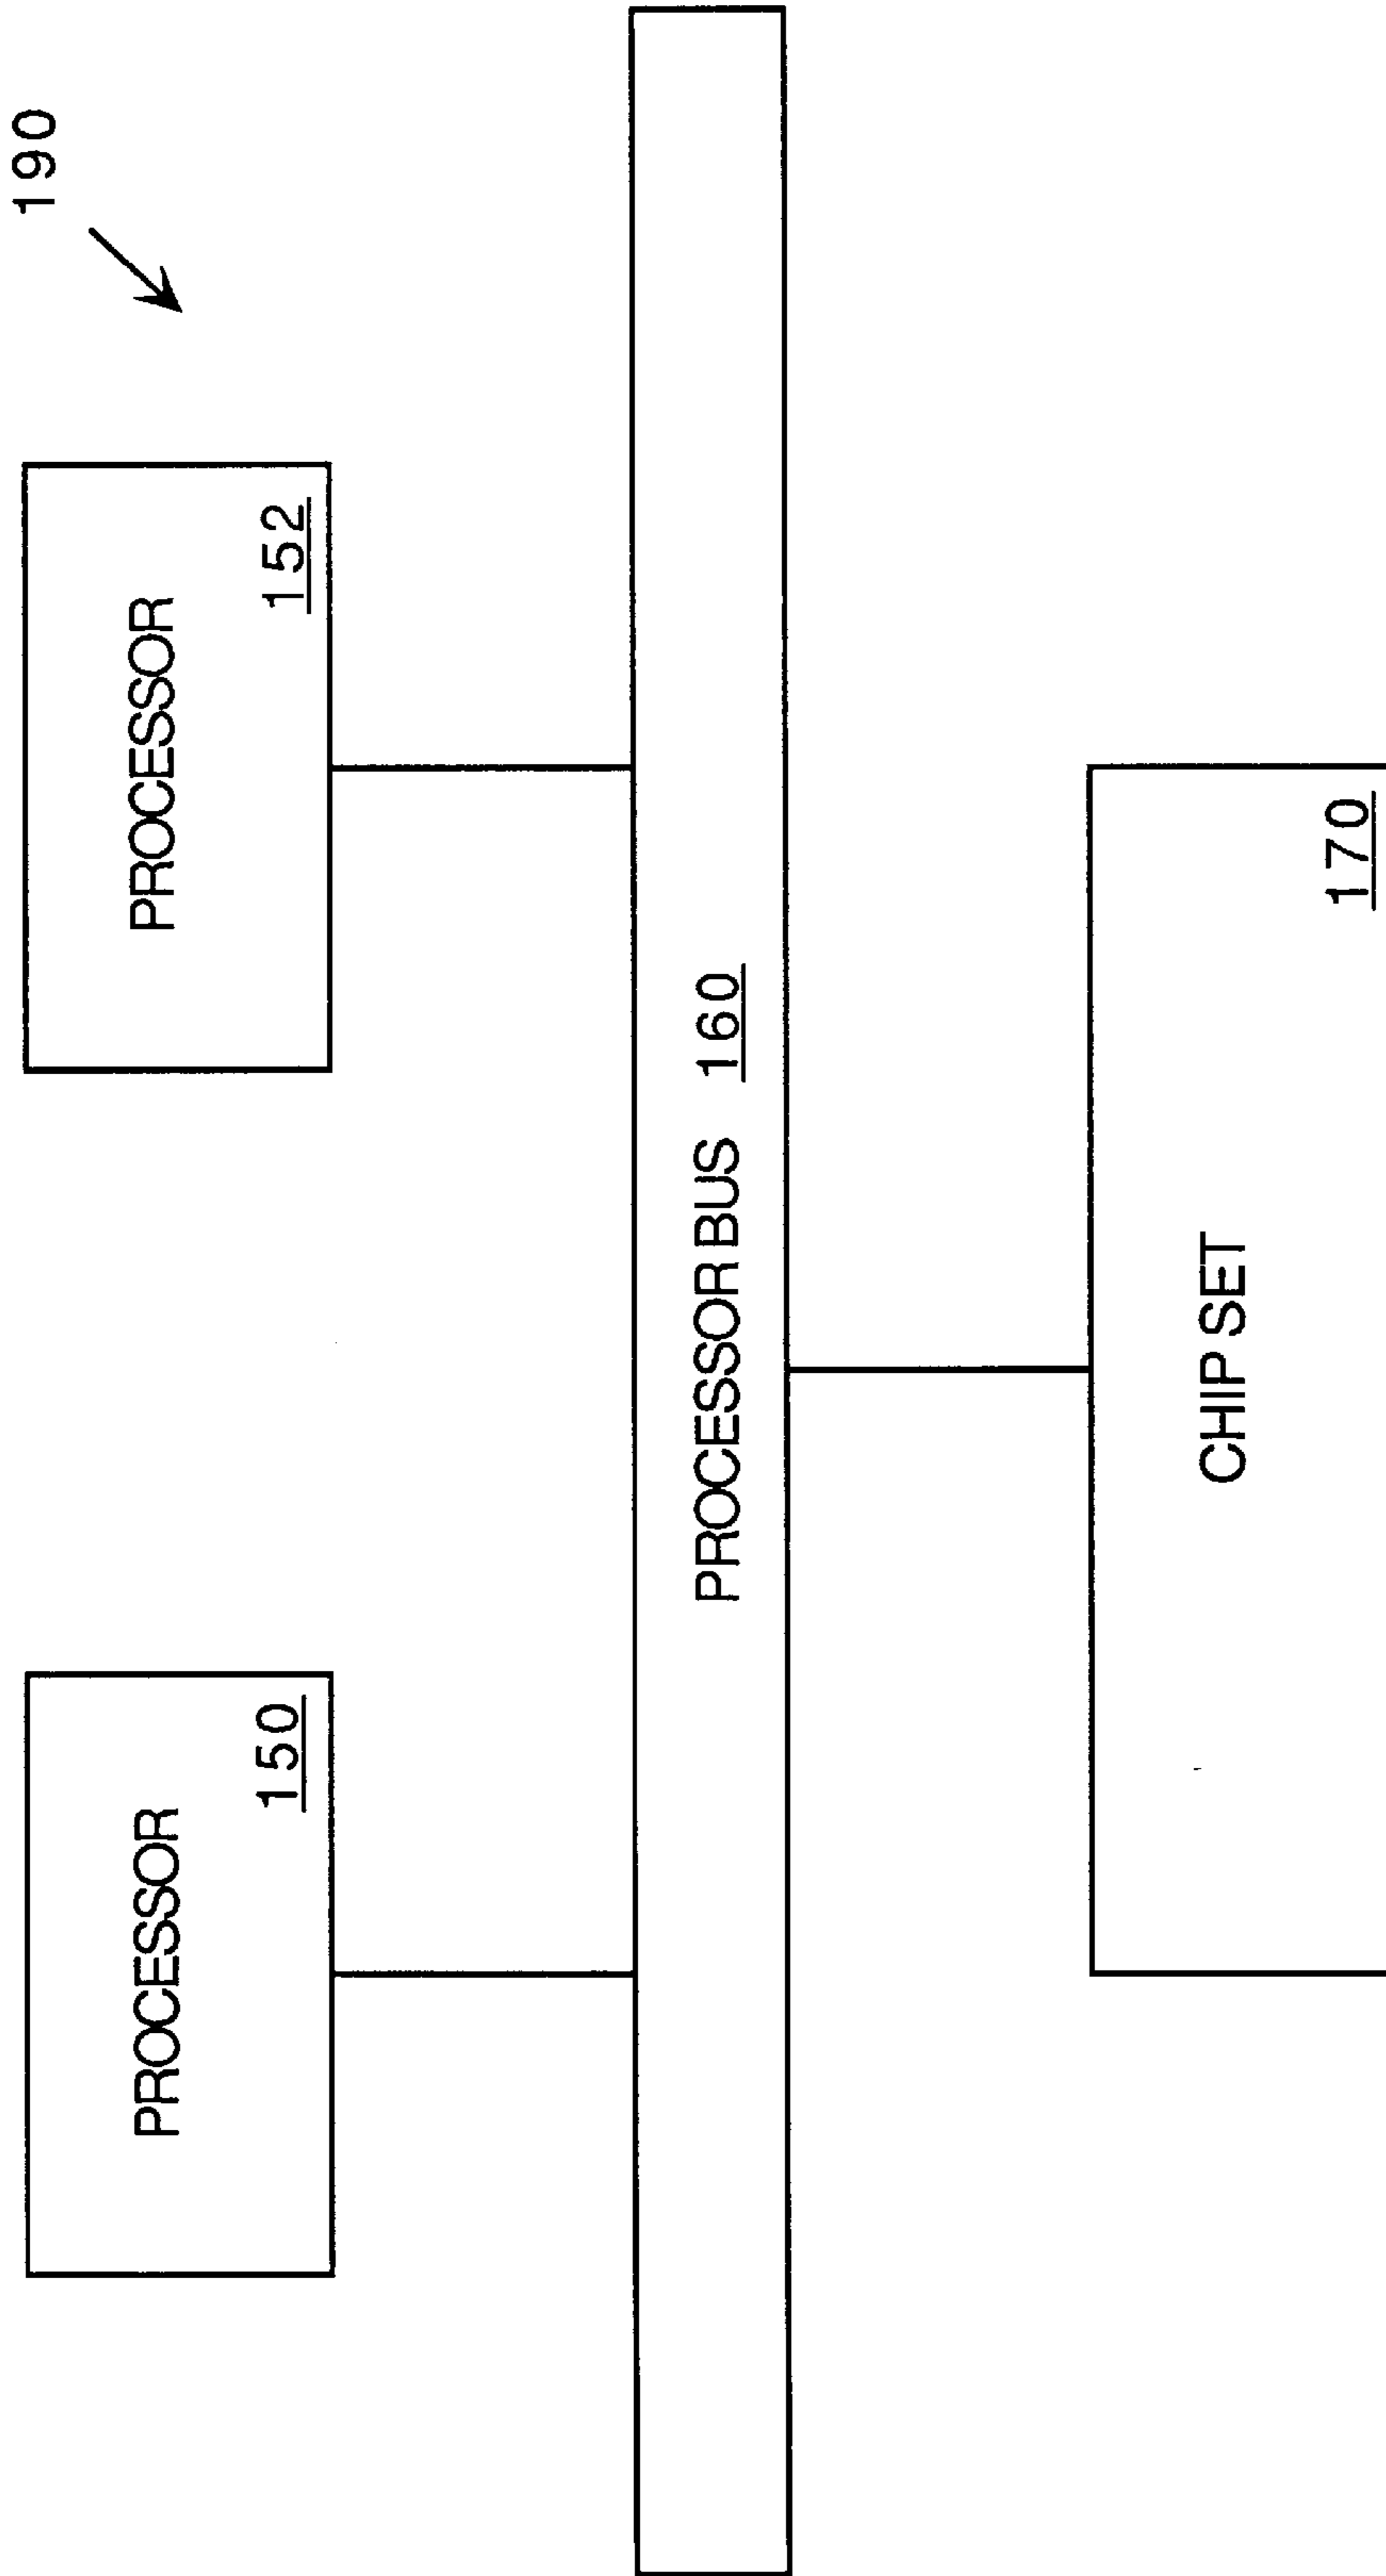 190
PROCESSOR
150
PROCESSOR
152
PROCESSOR BUS 160
CHIP SET
170